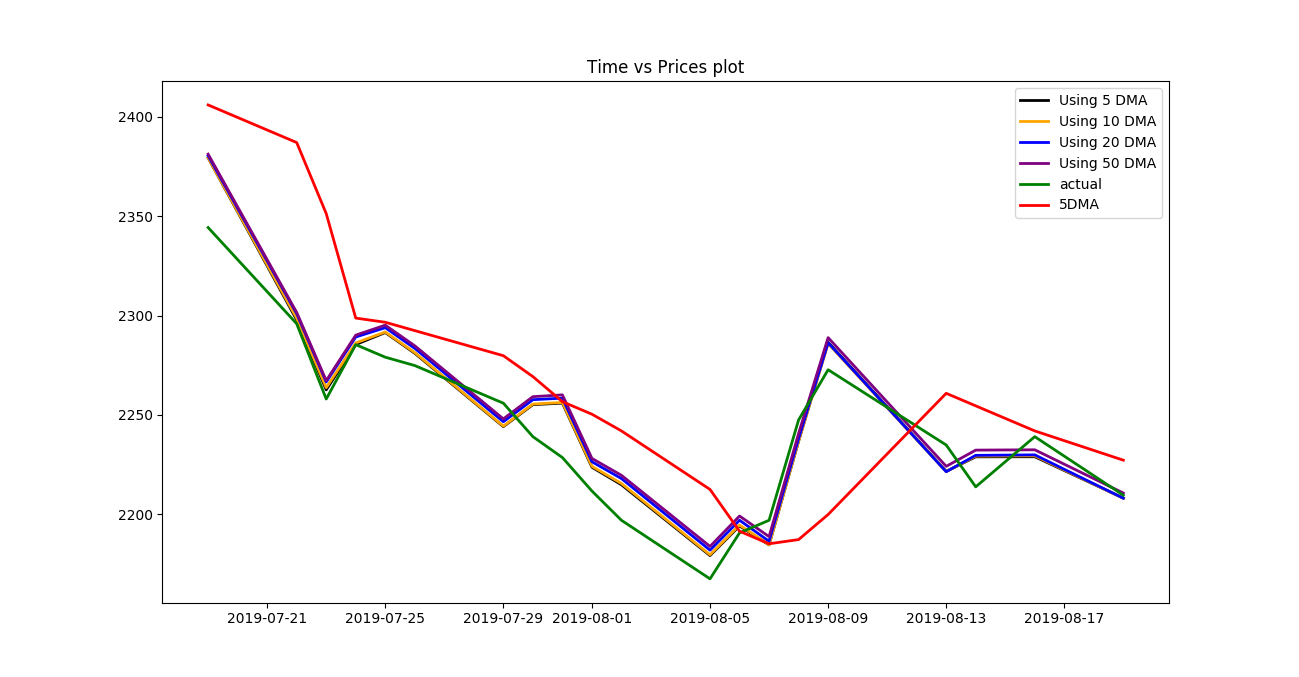 Time vs Prices plot
2400
2350
2300
2250
2200
Using 5 DMA
Using 10 DMA
Using 20 DMA
Using 50 DMA
actual
5DMA
2019-07-21 2019-07-25 2019-07-29 2019-08-01 2019-08-05 2019-08-09 2019-08-13 2019-08-17